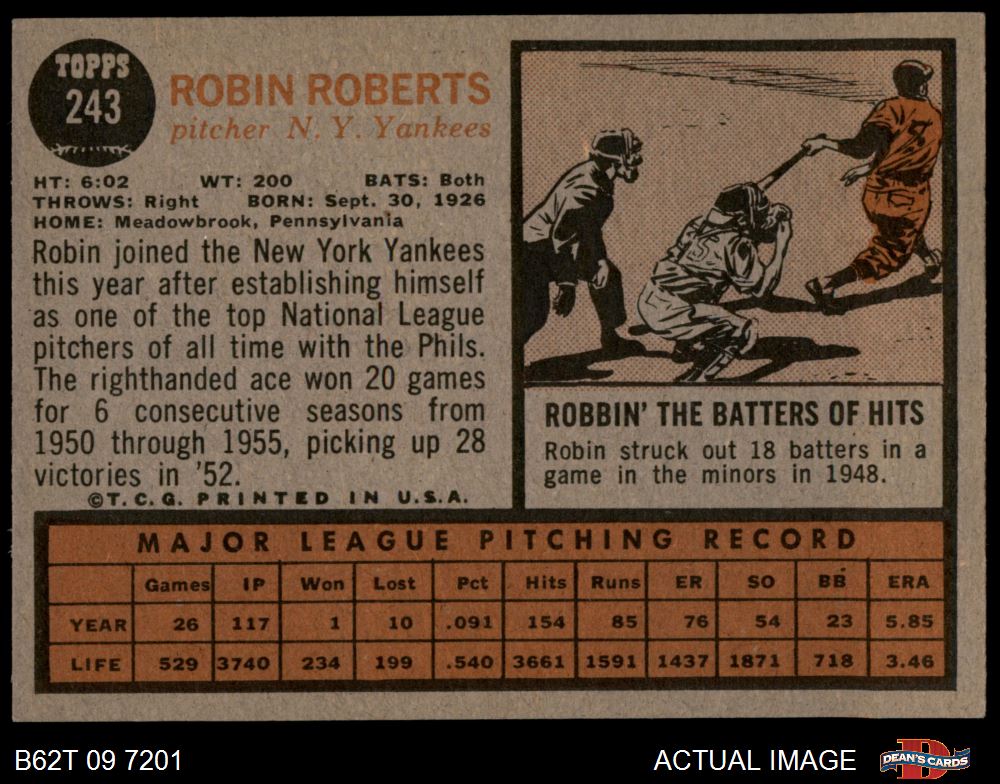 TOPPS
243
ROBIN ROBERTS
pitcher N. Y. Yankees
HT: 6:02 WT: 200 BATS: Both
THROWS: Right BORN: Sept. 30, 1926
HOME: Meadowbrook, Pennsylvania
Robin joined the New York Yankees
this year after establishing himself
as one of the top National League
pitchers of all time with the Phils.
The righthanded ace won 20 games
for 6 consecutive seasons from
1950 through 1955, picking up 28
victories in '52.
©T.C.G. PRINTED IN U.S.A.
ROBBIN' THE BATTERS OF HITS
Robin struck out 18 batters in a
game in the minors in 1948.
MAJOR LEAGUE PITCHING RECORD
Games IP Won Lost Pct Hits Runs ER SO BB ERA
YEAR 26 117 1 10 .091 154 85 76 54 23 5.85
LIFE 529 3740 234 199 .540 3661 1591 1437 1871 718 3.46
B62T 09 7201
ACTUAL IMAGE
DEAN'S CARDS